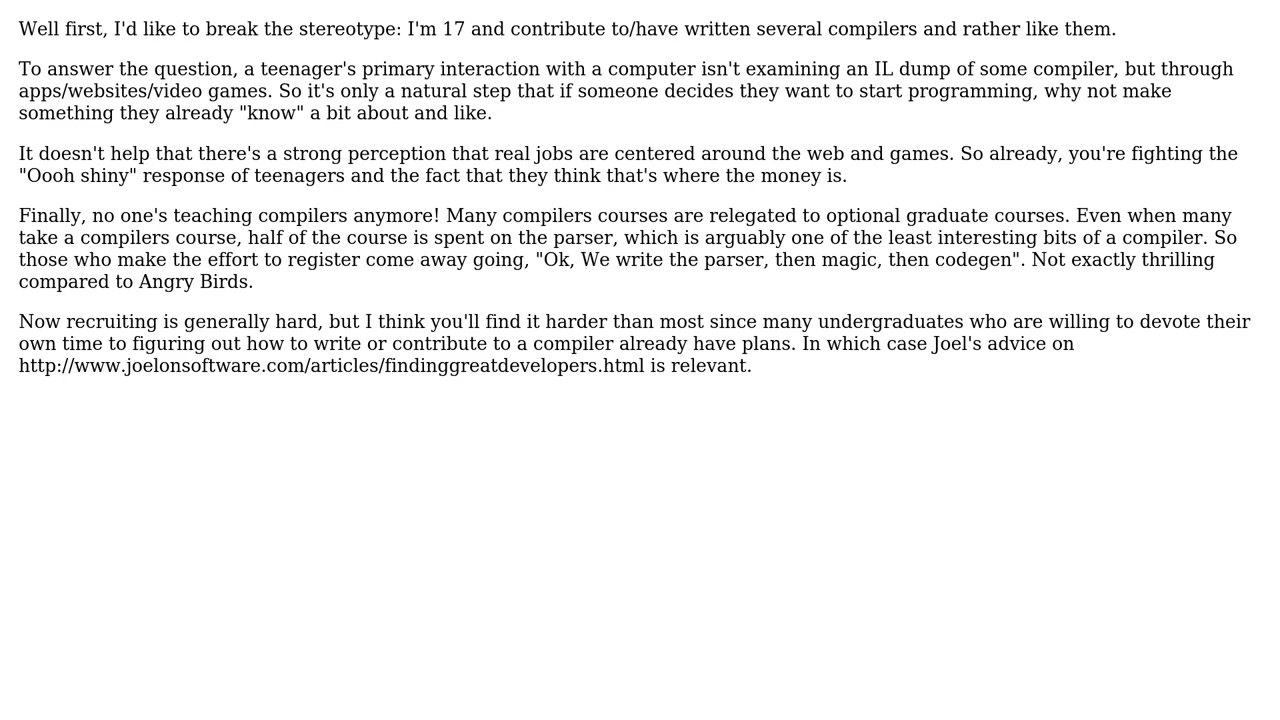 Well first, I'd like to break the stereotype: I'm 17 and contribute to/have written several compilers and rather like them.
To answer the question, a teenager's primary interaction with a computer isn't examining an IL dump of some compiler, but through
apps/websites/video games. So it's only a natural step that if someone decides they want to start programming, why not make
something they already "know" a bit about and like.
It doesn't help that there's a strong perception that real jobs are centered around the web and games. So already, you're fighting the
"Oooh shiny" response of teenagers and the fact that they think that's where the money is.
Finally, no one's teaching compilers anymore! Many compilers courses are relegated to optional graduate courses. Even when many
take a compilers course, half of the course is spent on the parser, which is arguably one of the least interesting bits of a compiler. So
those who make the effort to register come away going, "Ok, We write the parser, then magic, then codegen". Not exactly thrilling
compared to Angry Birds.
Now recruiting is generally hard, but I think you'll find it harder than most since many undergraduates who are willing to devote their
own time to figuring out how to write or contribute to a compiler already have plans. In which case Joel's advice on
http://www.joelonsoftware.com/articles/findinggreatdevelopers.html is relevant.